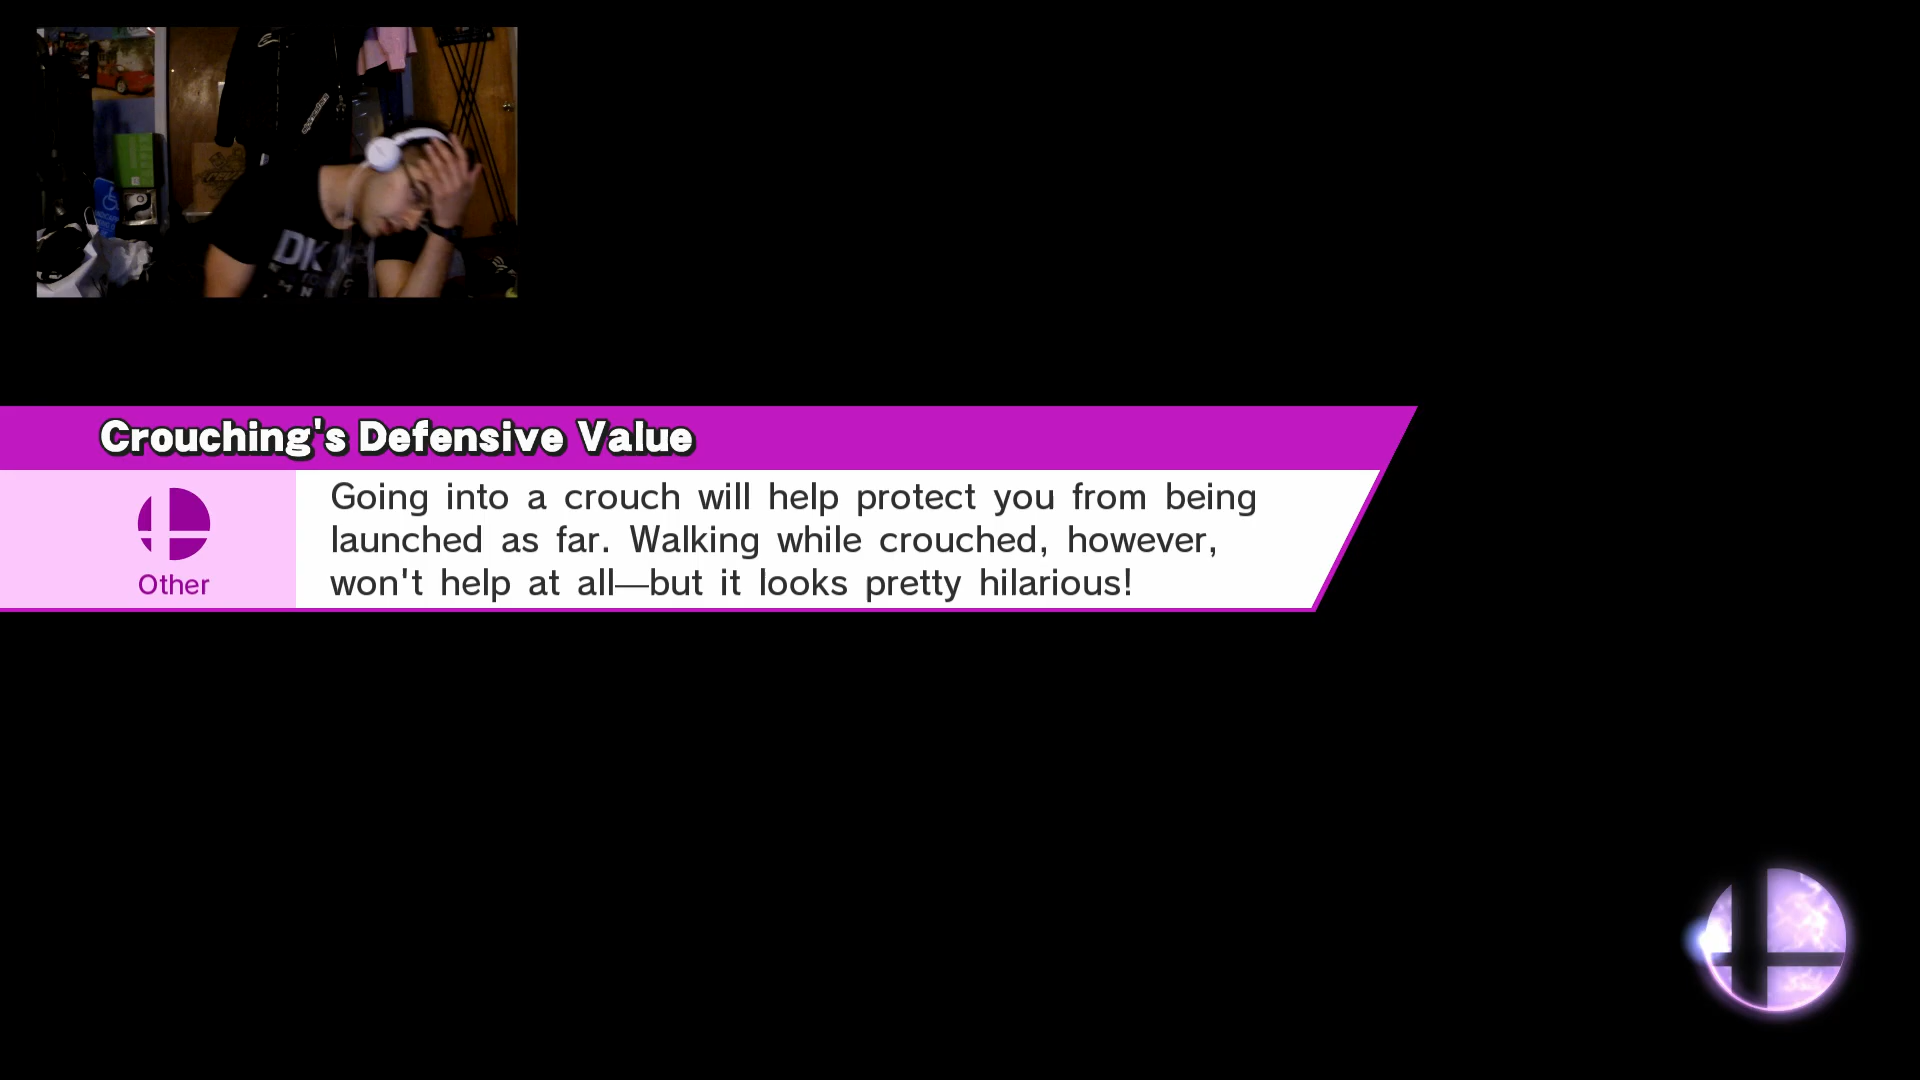 DK
Crouching's Defensive Value
Going into a crouch will help protect you from being
launched as far. Walking while crouched, however,
won't help at all—but it looks pretty hilarious!
Other